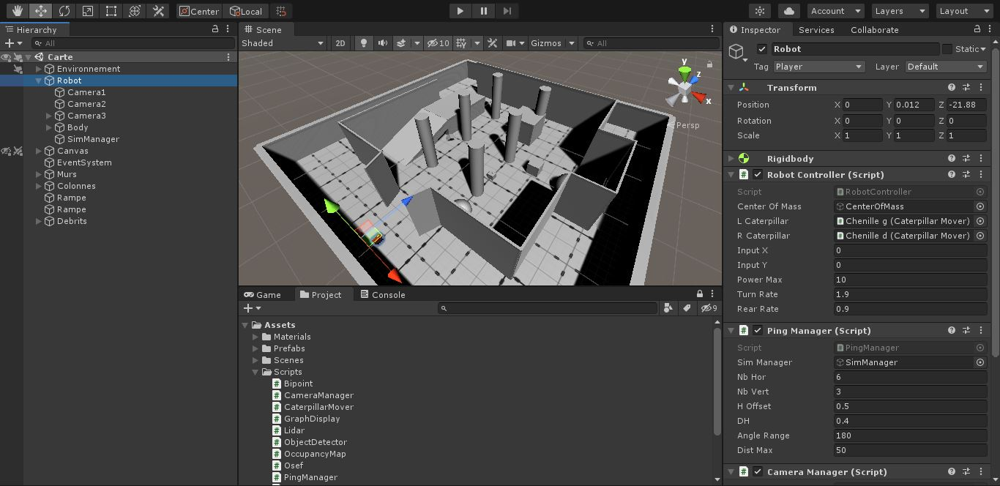 Center Local Account Layers Layout
Hierarchy
All
Carte
Environnement
Robot
Camera1
Camera2
Camera3
Body
SimManager
Canvas
EventSystem
Murs
Colonnes
Rampe
Rampe
Debrits
Scene
Shaded 2D 10 Gizmos All
y
z
x
Persp
Game Project Console
9
Assets
Materials
Prefabs
Scenes
Scripts
# Bipoint
# CameraManager
# CaterpillarMover
# GraphDisplay
# Lidar
# ObjectDetector
# OccupancyMap
# Osef
# PingManager
Inspector Services Collaborate
Robot Static
Tag Player Layer Default
Transform
Position X 0 Y 0.012 Z -21.88
Rotation X 0 Y 0 Z 0
Scale X 1 Y 1 Z 1
Rigidbody
# Robot Controller (Script)
Script # RobotController
Center Of Mass CenterOfMass
L Caterpillar # Chenille g (Caterpillar Mover)
R Caterpillar # Chenille d (Caterpillar Mover)
Input X 0
Input Y 0
Power Max 10
Turn Rate 1.9
Rear Rate 0.9
# Ping Manager (Script)
Script # PingManager
Sim Manager SimManager
Nb Hor 6
Nb Vert 3
H Offset 0.5
DH 0.4
Angle Range 180
Dist Max 50
# Camera Manager (Script)